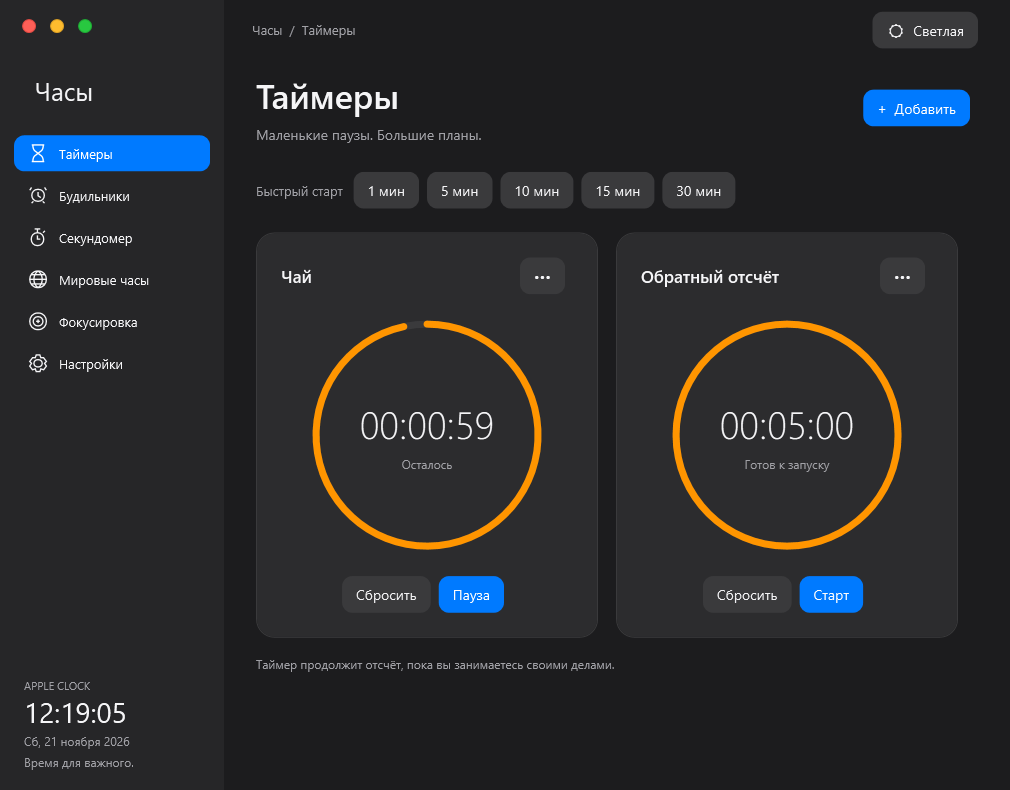 Часы / Таймеры
Светлая
Часы
Таймеры
Будильники
Секундомер
Мировые часы
Фокусировка
Настройки
APPLE CLOCK
12:19:05
Сб, 21 ноября 2026
Время для важного.
Таймеры
Маленькие паузы. Большие планы.
+ Добавить
Быстрый старт 1 мин 5 мин 10 мин 15 мин 30 мин
Чай
00:00:59
Осталось
Сбросить Пауза
Обратный отсчёт
00:05:00
Готов к запуску
Сбросить Старт
Таймер продолжит отсчёт, пока вы занимаетесь своими делами.